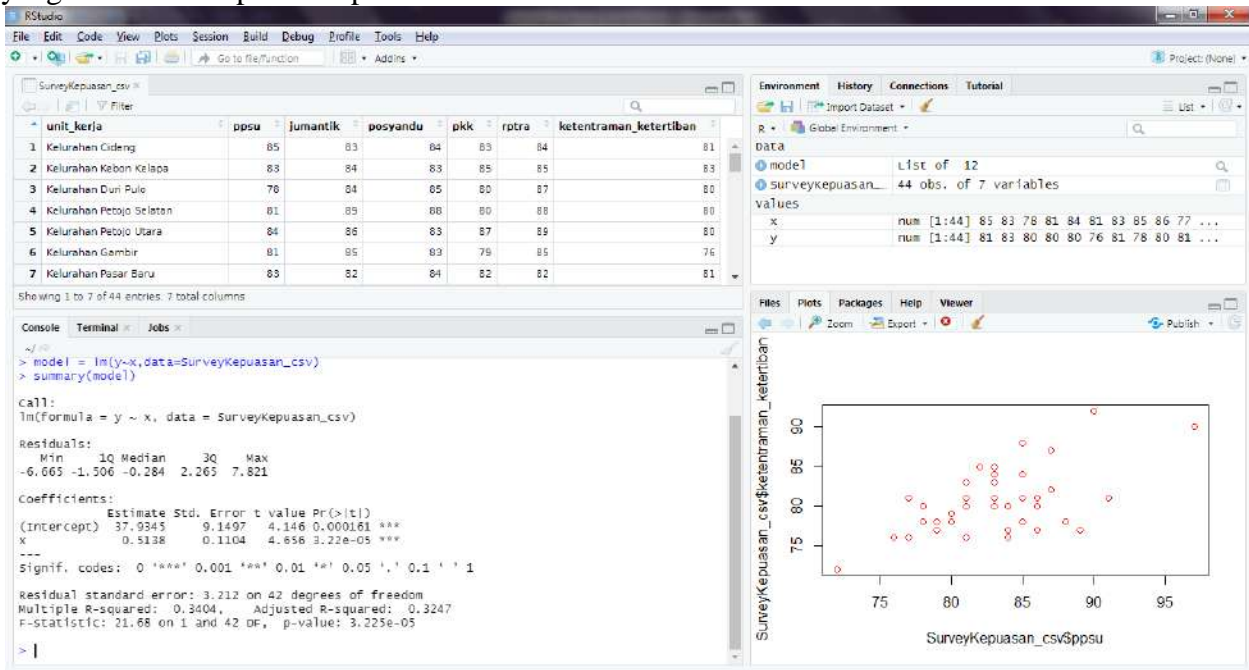 RStudio
File Edit Code View Plots Session Build Debug Profile Tools Help
Go to file/function Addins
Project: (None)
SurveyKepuasan_csv
Filter
unit_kerja ppsu jumantik posyandu pkk rptra ketentraman_ketertiban
1 Kelurahan Cideng 85 83 84 83 84 81
2 Kelurahan Kebon Kelapa 83 84 83 85 85 83
3 Kelurahan Duri Pulo 78 84 85 80 87 80
4 Kelurahan Petojo Selatan 81 89 88 80 88 80
5 Kelurahan Petojo Utara 84 86 83 87 89 80
6 Kelurahan Gambir 81 85 83 79 85 76
7 Kelurahan Pasar Baru 83 82 84 82 82 81
Showing 1 to 7 of 44 entries, 7 total columns
Console Terminal Jobs
~/
> model = lm(y~x,data=SurveyKepuasan_csv)
> summary(model)
Call:
lm(formula = y ~ x, data = SurveyKepuasan_csv)
Residuals:
Min 1Q Median 3Q Max
-6.665 -1.506 -0.284 2.265 7.821
Coefficients:
Estimate Std. Error t value Pr(>|t|)
(Intercept) 37.9345 9.1497 4.146 0.000161 ***
x 0.5138 0.1104 4.656 3.22e-05 ***
---
Signif. codes: 0 '***' 0.001 '**' 0.01 '*' 0.05 '.' 0.1 ' ' 1
Residual standard error: 3.212 on 42 degrees of freedom
Multiple R-squared: 0.3404, Adjusted R-squared: 0.3247
F-statistic: 21.68 on 1 and 42 DF, p-value: 3.225e-05
>
Environment History Connections Tutorial
Import Dataset List
R Global Environment
Data
model List of 12
SurveyKepuasan_... 44 obs. of 7 variables
Values
x num [1:44] 85 83 78 81 84 81 83 85 86 77 ...
y num [1:44] 81 83 80 80 80 76 81 78 80 81 ...
Files Plots Packages Help Viewer
Zoom Export Publish
SurveyKepuasan_csv$ketentraman_ketertiban
90
85
80
75
75 80 85 90 95
SurveyKepuasan_csv$ppsu